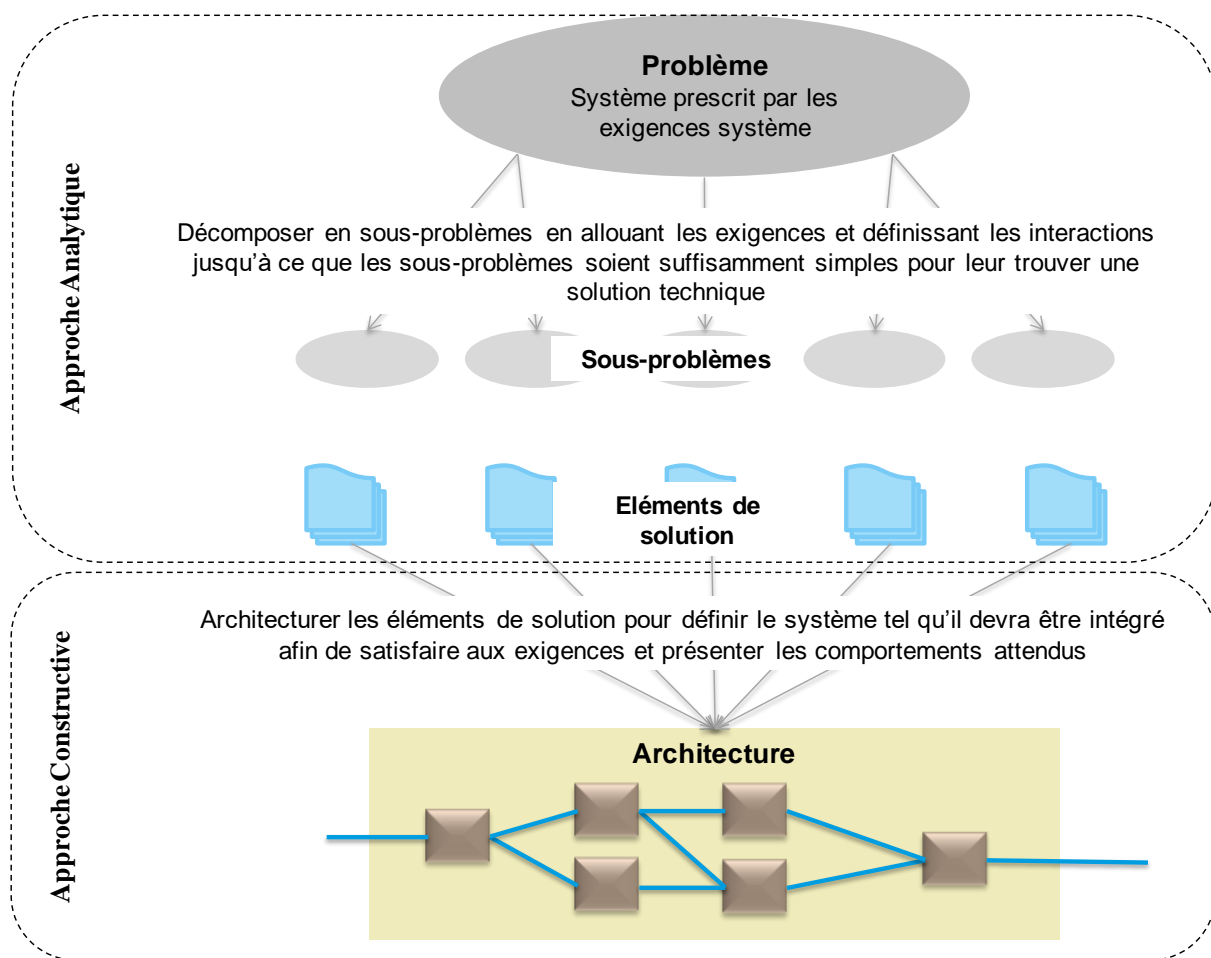 Problème
Système prescrit par les
exigences système
Approche Analytique
Décomposer en sous-problèmes en allouant les exigences et définissant les interactions
jusqu'à ce que les sous-problèmes soient suffisamment simples pour leur trouver une
solution technique
Sous-problèmes
Eléments de
solution
Approche Constructive
Architecturer les éléments de solution pour définir le système tel qu'il devra être intégré
afin de satisfaire aux exigences et présenter les comportements attendus
Architecture